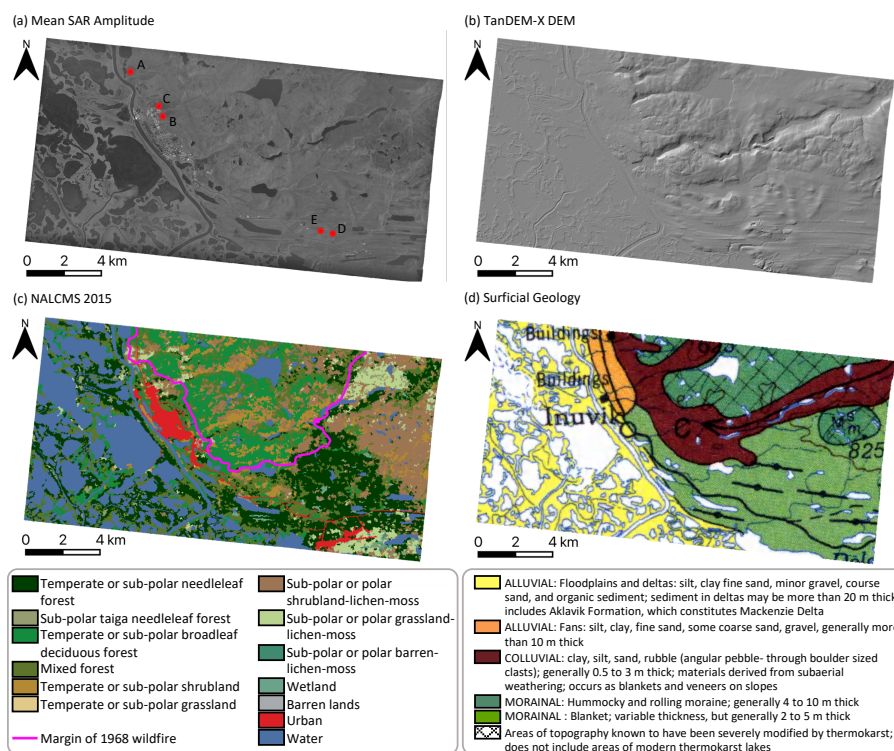 (a) Mean SAR Amplitude
(b) TanDEM-X DEM
N
N
A
C
B
E
D
0 2 4 km
0 2 4 km
(c) NALCMS 2015
(d) Surficial Geology
N
N
Buildings
Buildings
Inuvik
C
M s m
825
0 2 4 km
0 2 4 km
Temperate or sub-polar needleleaf
forest
Sub-polar taiga needleleaf forest
Temperate or sub-polar broadleaf
deciduous forest
Mixed forest
Temperate or sub-polar shrubland
Temperate or sub-polar grassland
Margin of 1968 wildfire
Sub-polar or polar
shrubland-lichen-moss
Sub-polar or polar grassland-
lichen-moss
Sub-polar or polar barren-
lichen-moss
Wetland
Barren lands
Urban
Water
ALLUVIAL: Floodplains and deltas: silt, clay fine sand, minor gravel, course
sand, and organic sediment; sediment in deltas may be more than 20 m thick
includes Aklavik Formation, which constitutes Mackenzie Delta
ALLUVIAL: Fans: silt, clay, fine sand, some coarse sand, gravel, generally more
than 10 m thick
COLLUVIAL: clay, silt, sand, rubble (angular pebble- through boulder sized
clasts); generally 0.5 to 3 m thick; materials derived from subaerial
weathering; occurs as blankets and veneers on slopes
MORAINAL: Hummocky and rolling moraine; generally 4 to 10 m thick
MORAINAL : Blanket; variable thickness, but generally 2 to 5 m thick
Areas of topography known to have been severely modified by thermokarst;
does not include areas of modern thermokarst lakes